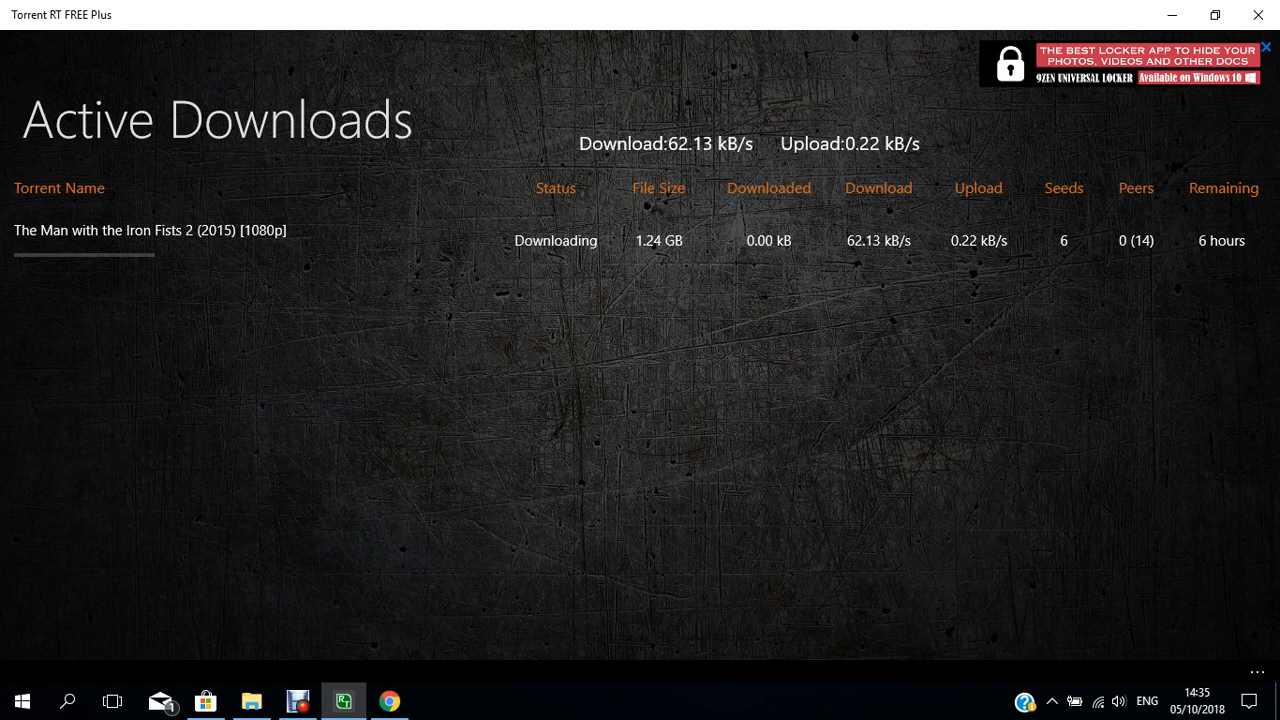 Torrent RT FREE Plus
THE BEST LOCKER APP TO HIDE YOUR
PHOTOS, VIDEOS AND OTHER DOCS
9ZEN UNIVERSAL LOCKER Available on Windows 10
Active Downloads
Download:62.13 kB/s Upload:0.22 kB/s
Torrent Name Status File Size Downloaded Download Upload Seeds Peers Remaining
The Man with the Iron Fists 2 (2015) [1080p]
Downloading 1.24 GB 0.00 kB 62.13 kB/s 0.22 kB/s 6 0 (14) 6 hours
1
RT
ENG
14:35
05/10/2018